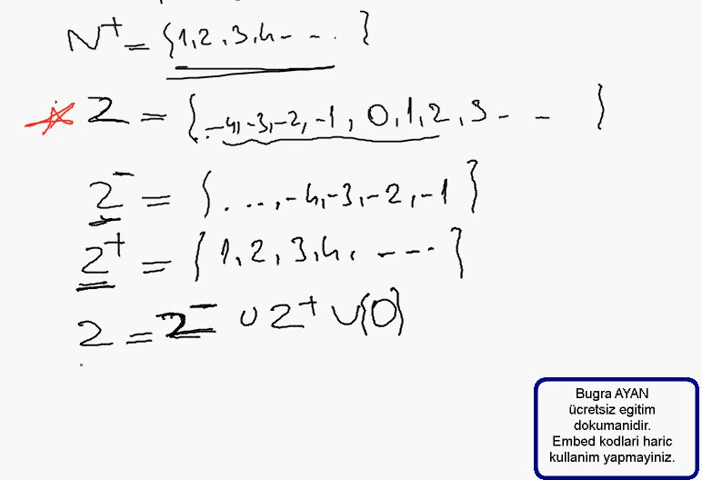 N⁺ = {1,2,3,4- - . }
Z = {..-4,-3,-2,-1, 0,1,2,3- - }
Z⁻ = {. ..,-4,-3,-2,-1}
Z⁺ = {1,2,3,4, ----}
Z = Z⁻ ∪ Z⁺ ∪{0}
Bugra AYAN
ücretsiz egitim
dokumanidir.
Embed kodlari haric
kullanim yapmayiniz.